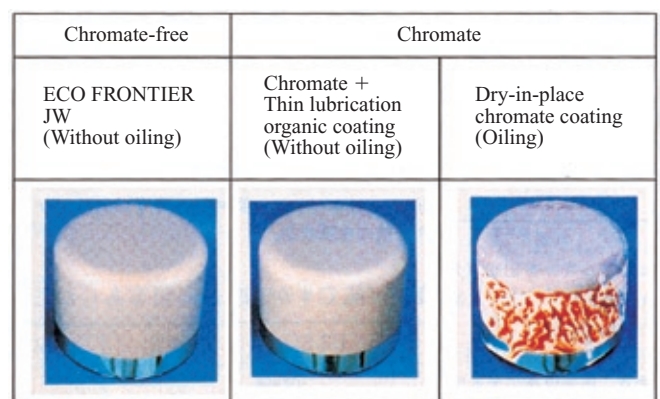 Chromate-free
Chromate
ECO FRONTIER
JW
(Without oiling)
Chromate +
Thin lubrication
organic coating
(Without oiling)
Dry-in-place
chromate coating
(Oiling)